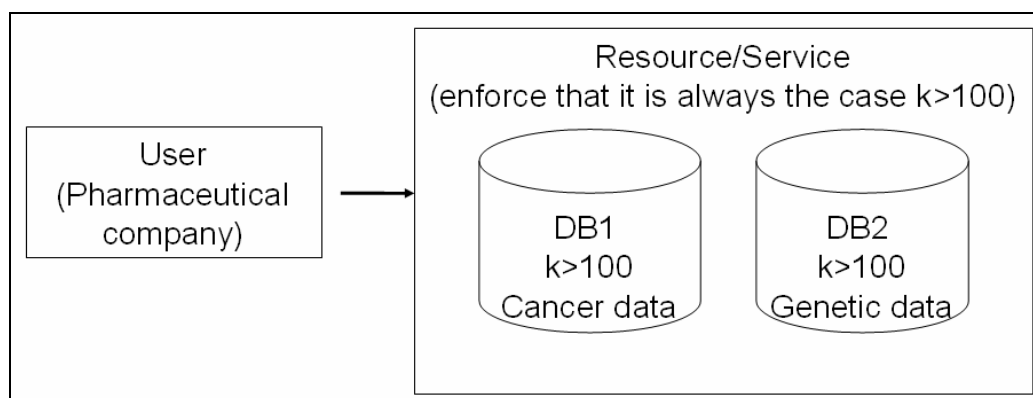 Resource/Service
(enforce that it is always the case k>100)
User
(Pharmaceutical
company)
DB1
k>100
Cancer data
DB2
k>100
Genetic data